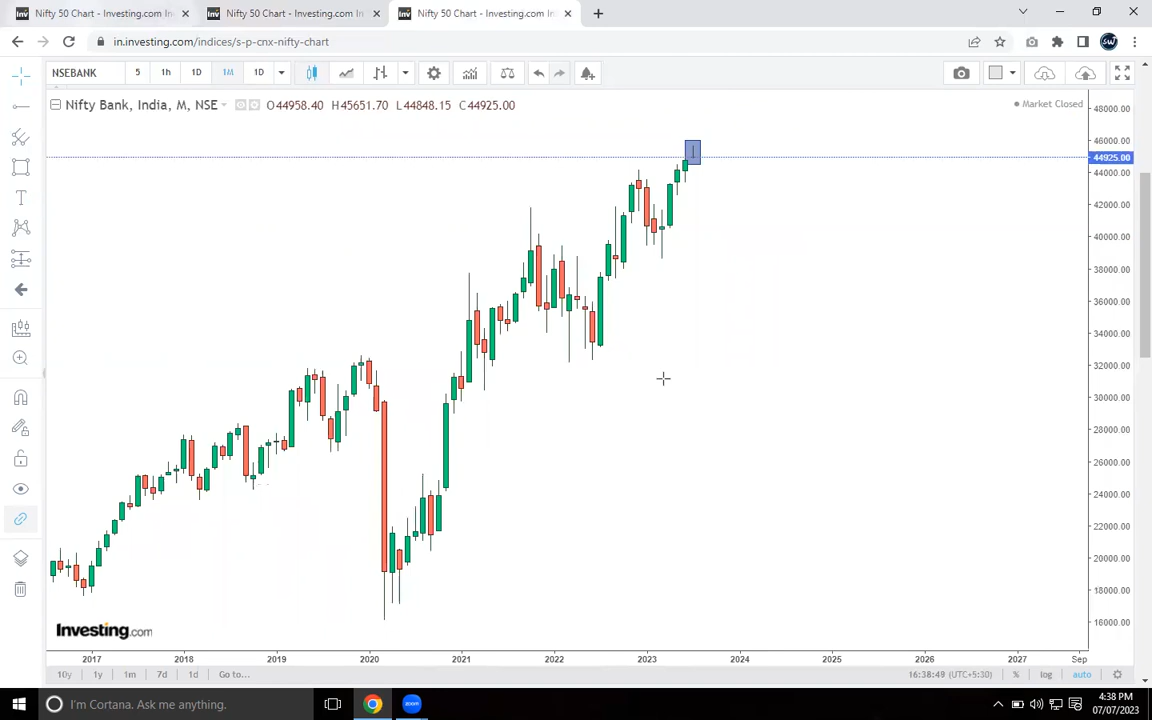 Nifty 50 Chart - Investing.com In
Nifty 50 Chart - Investing.com In
Nifty 50 Chart - Investing.com In
in.investing.com/indices/s-p-cnx-nifty-chart
NSEBANK 5 1h 1D 1M 1D
Nifty Bank, India, M, NSE O44958.40 H45651.70 L44848.15 C44925.00
Market Closed
48000.00
46000.00
44925.00
44000.00
42000.00
40000.00
38000.00
36000.00
34000.00
32000.00
30000.00
28000.00
26000.00
24000.00
22000.00
20000.00
18000.00
16000.00
Investing.com
2017 2018 2019 2020 2021 2022 2023 2024 2025 2026 2027 Sep
10y 1y 1m 7d 1d Go to... 16:38:49 (UTC+5:30) % log auto
I'm Cortana. Ask me anything.
zoom
4:38 PM
07/07/2023